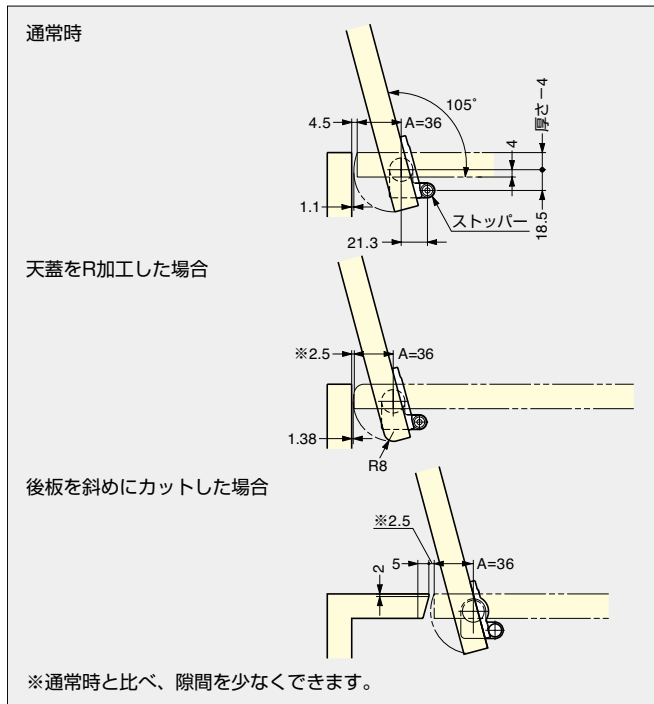 通常時
105°
4.5
A=36
4
厚さ－4
1.1
ストッパー
18.5
21.3
天蓋をR加工した場合
※2.5
A=36
1.38
R8
後板を斜めにカットした場合
※2.5
2
5
A=36
※通常時と比べ、隙間を少なくできます。